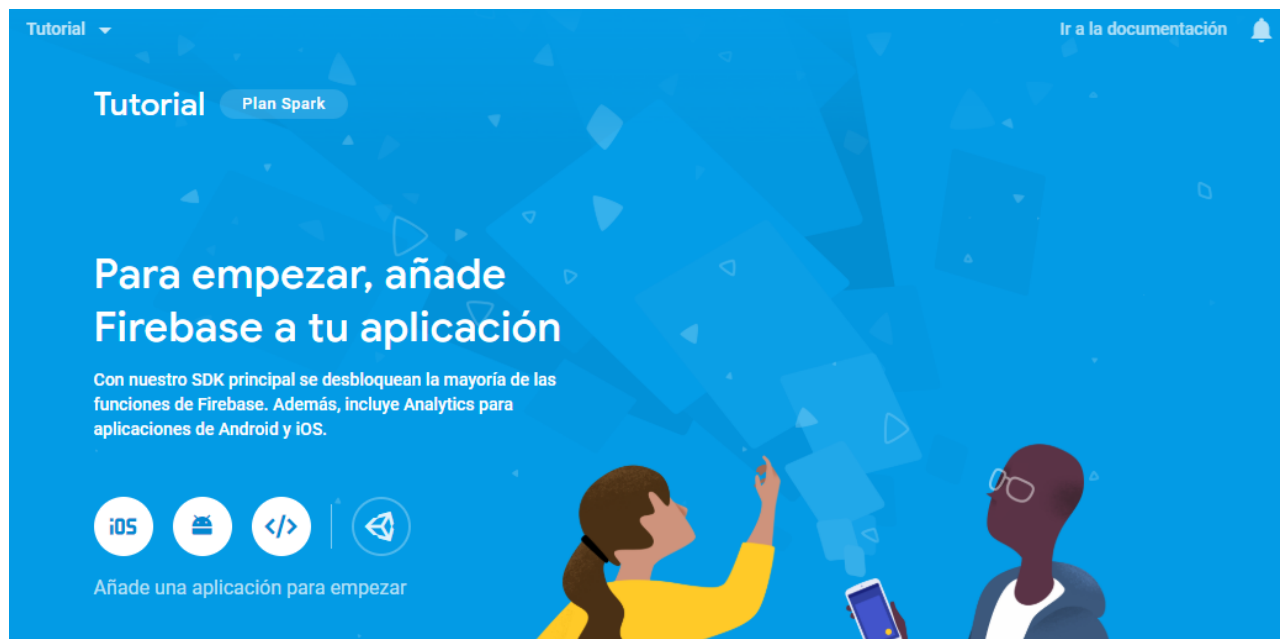 Tutorial
Ir a la documentación
Tutorial
Plan Spark
Para empezar, añade
Firebase a tu aplicación
Con nuestro SDK principal se desbloquean la mayoría de las
funciones de Firebase. Además, incluye Analytics para
aplicaciones de Android y iOS.
iOS
</>
Añade una aplicación para empezar